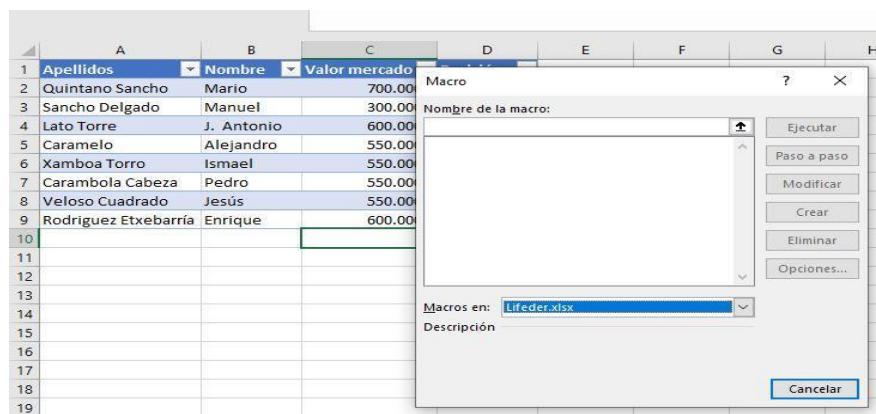 A B C D E F G H
1 Apellidos Nombre Valor mercado
2 Quintano Sancho Mario 700.00
3 Sancho Delgado Manuel 300.00
4 Lato Torre J. Antonio 600.00
5 Caramelo Alejandro 550.00
6 Xamboa Torro Ismael 550.00
7 Carambola Cabeza Pedro 550.00
8 Veloso Cuadrado Jesús 550.00
9 Rodriguez Etxebarría Enrique 600.00
10
11
12
13
14
15
16
17
18
19
Macro ? ×
Nombre de la macro:
Ejecutar
Paso a paso
Modificar
Crear
Eliminar
Opciones...
Macros en: Lifeder.xlsx
Descripción
Cancelar